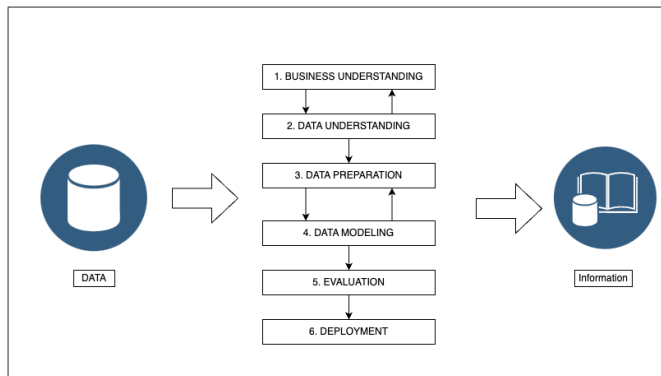 1. BUSINESS UNDERSTANDING
2. DATA UNDERSTANDING
3. DATA PREPARATION
4. DATA MODELING
5. EVALUATION
6. DEPLOYMENT
DATA
Information